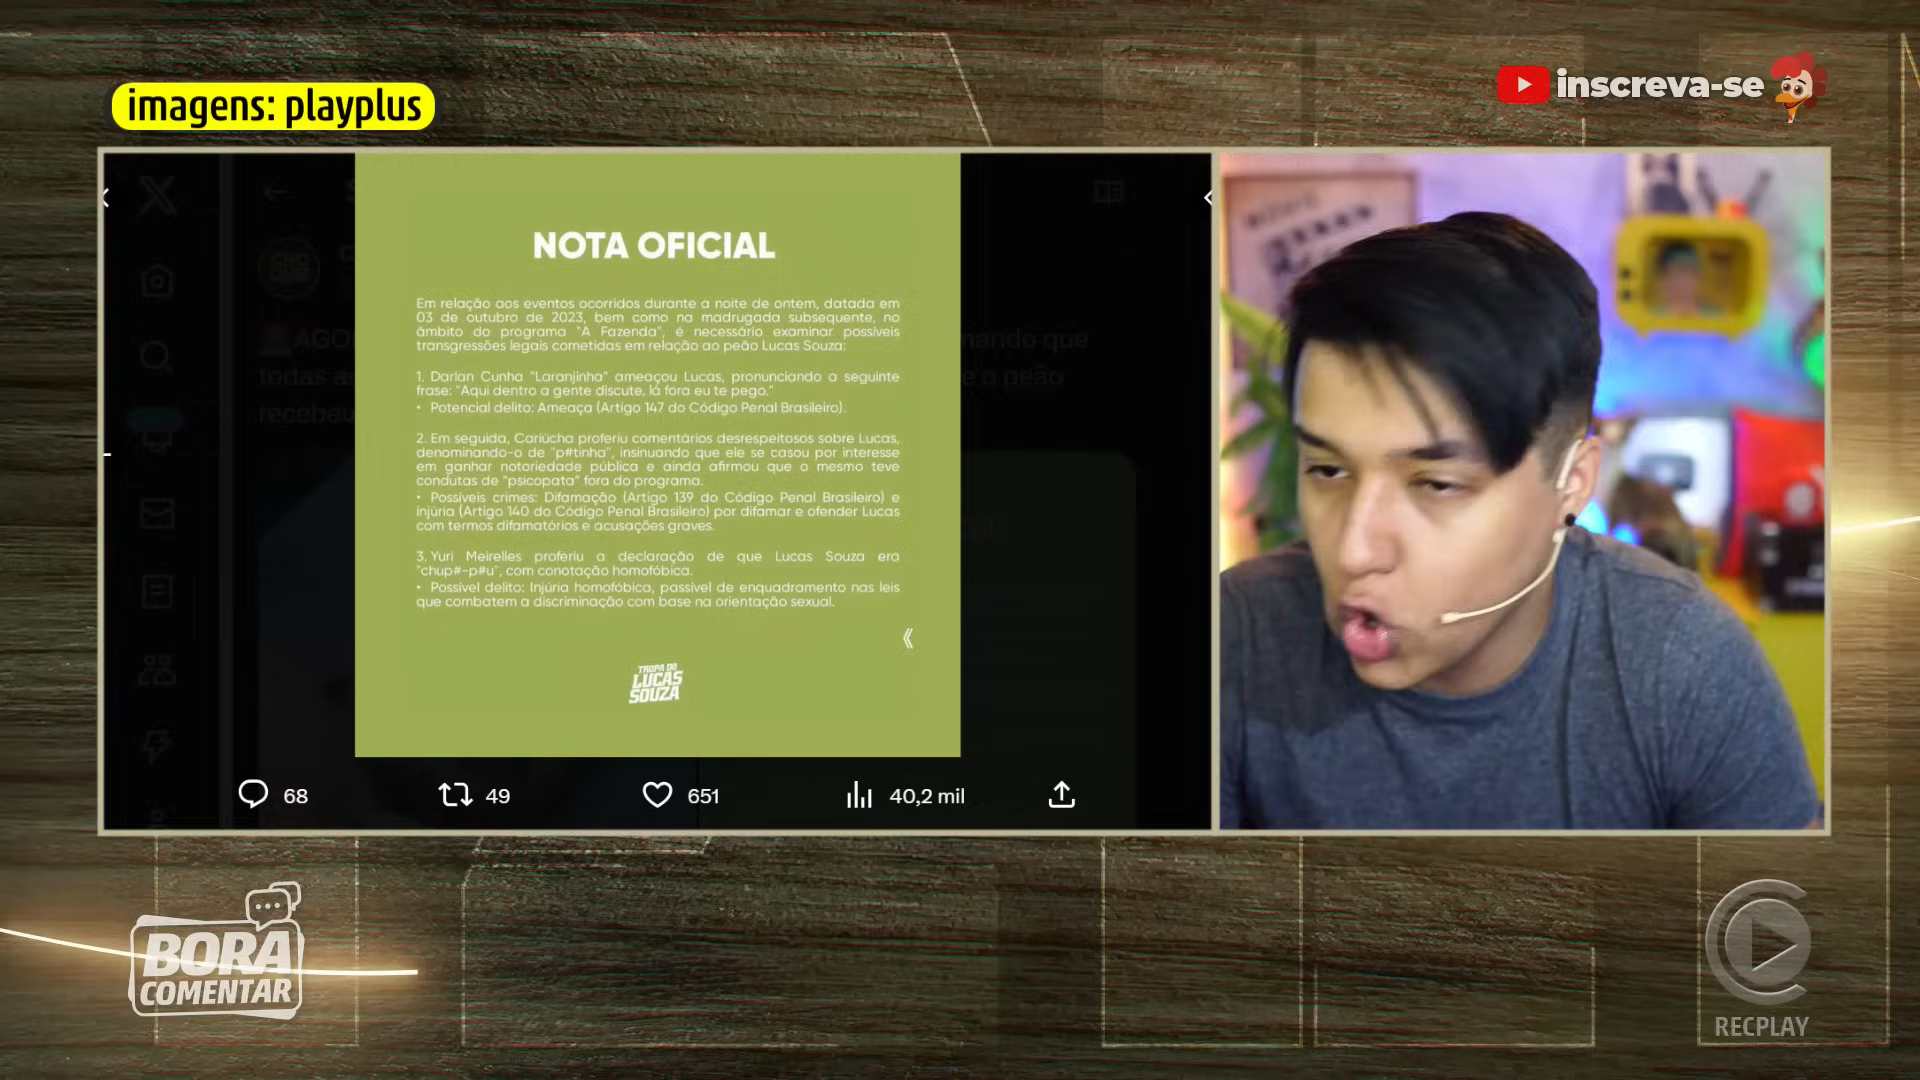 imagens: playplus
inscreva-se
NOTA OFICIAL
Em relação aos eventos ocorridos durante a noite de ontem, datada em
03 de outubro de 2023, bem como na madrugada subsequente, no
âmbito do programa "A Fazenda", é necessário examinar possíveis
transgressões legais cometidas em relação ao peão Lucas Souza:
1. Darlan Cunha "Laranjinha" ameaçou Lucas, pronunciando a seguinte
frase: "Aqui dentro a gente discute, lá fora eu te pego."
• Potencial delito: Ameaça (Artigo 147 do Código Penal Brasileiro).
2. Em seguida, Cariúcha proferiu comentários desrespeitosos sobre Lucas,
denominando-o de "p#tinha", insinuando que ele se casou por interesse
em ganhar notoriedade pública e ainda afirmou que o mesmo teve
condutas de "psicopata" fora do programa.
• Possíveis crimes: Difamação (Artigo 139 do Código Penal Brasileiro) e
injúria (Artigo 140 do Código Penal Brasileiro) por difamar e ofender Lucas
com termos difamatórios e acusações graves.
3. Yuri Meirelles proferiu a declaração de que Lucas Souza era
"chup#-p#u", com conotação homofóbica.
• Possível delito: Injúria homofóbica, passível de enquadramento nas leis
que combatem a discriminação com base na orientação sexual.
TROPA DO
LUCAS
SOUZA
AGO
mando que
todas as
e o peão
recebeu
68
49
651
40,2 mil
BORA
COMENTAR
RECPLAY